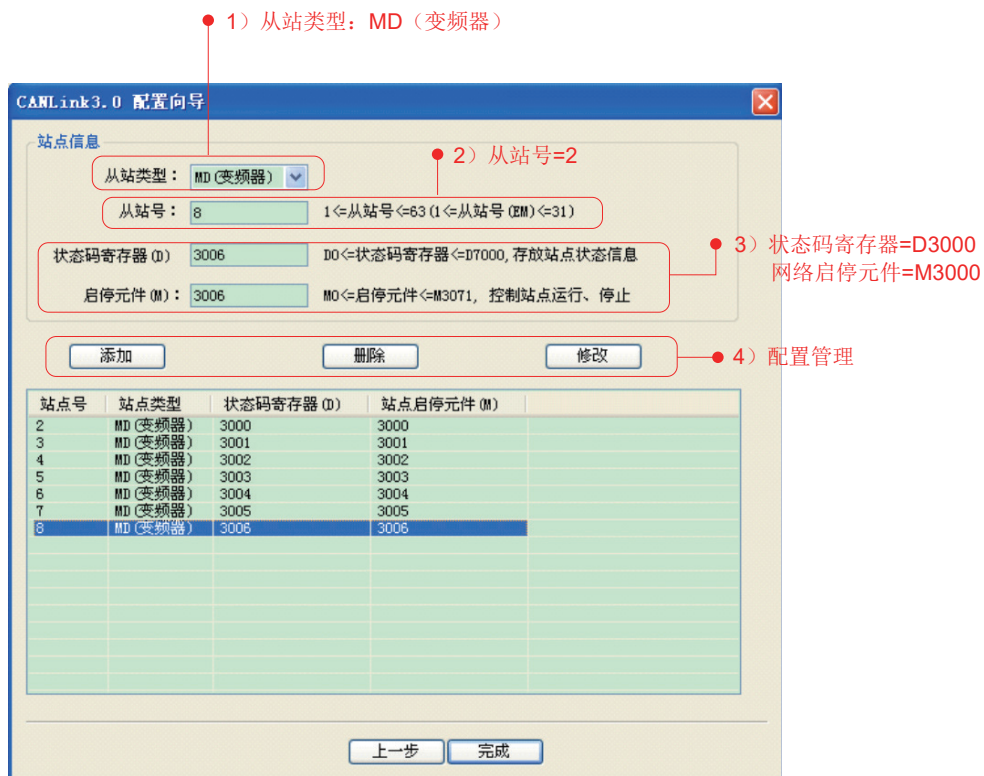 1）从站类型：MD（变频器）
CANLink3.0 配置向导
站点信息
2）从站号=2
从站类型： MD(变频器)
从站号： 8 1<=从站号<=63(1<=从站号(EM)<=31)
3）状态码寄存器=D3000
网络启停元件=M3000
状态码寄存器(D) 3006 D0<=状态码寄存器<=D7000,存放站点状态信息
启停元件(M)： 3006 M0<=启停元件<=M3071, 控制站点运行、停止
添加 删除 修改
4）配置管理
站点号 站点类型 状态码寄存器(D) 站点启停元件(M)
2 MD(变频器) 3000 3000
3 MD(变频器) 3001 3001
4 MD(变频器) 3002 3002
5 MD(变频器) 3003 3003
6 MD(变频器) 3004 3004
7 MD(变频器) 3005 3005
8 MD(变频器) 3006 3006
上一步 完成